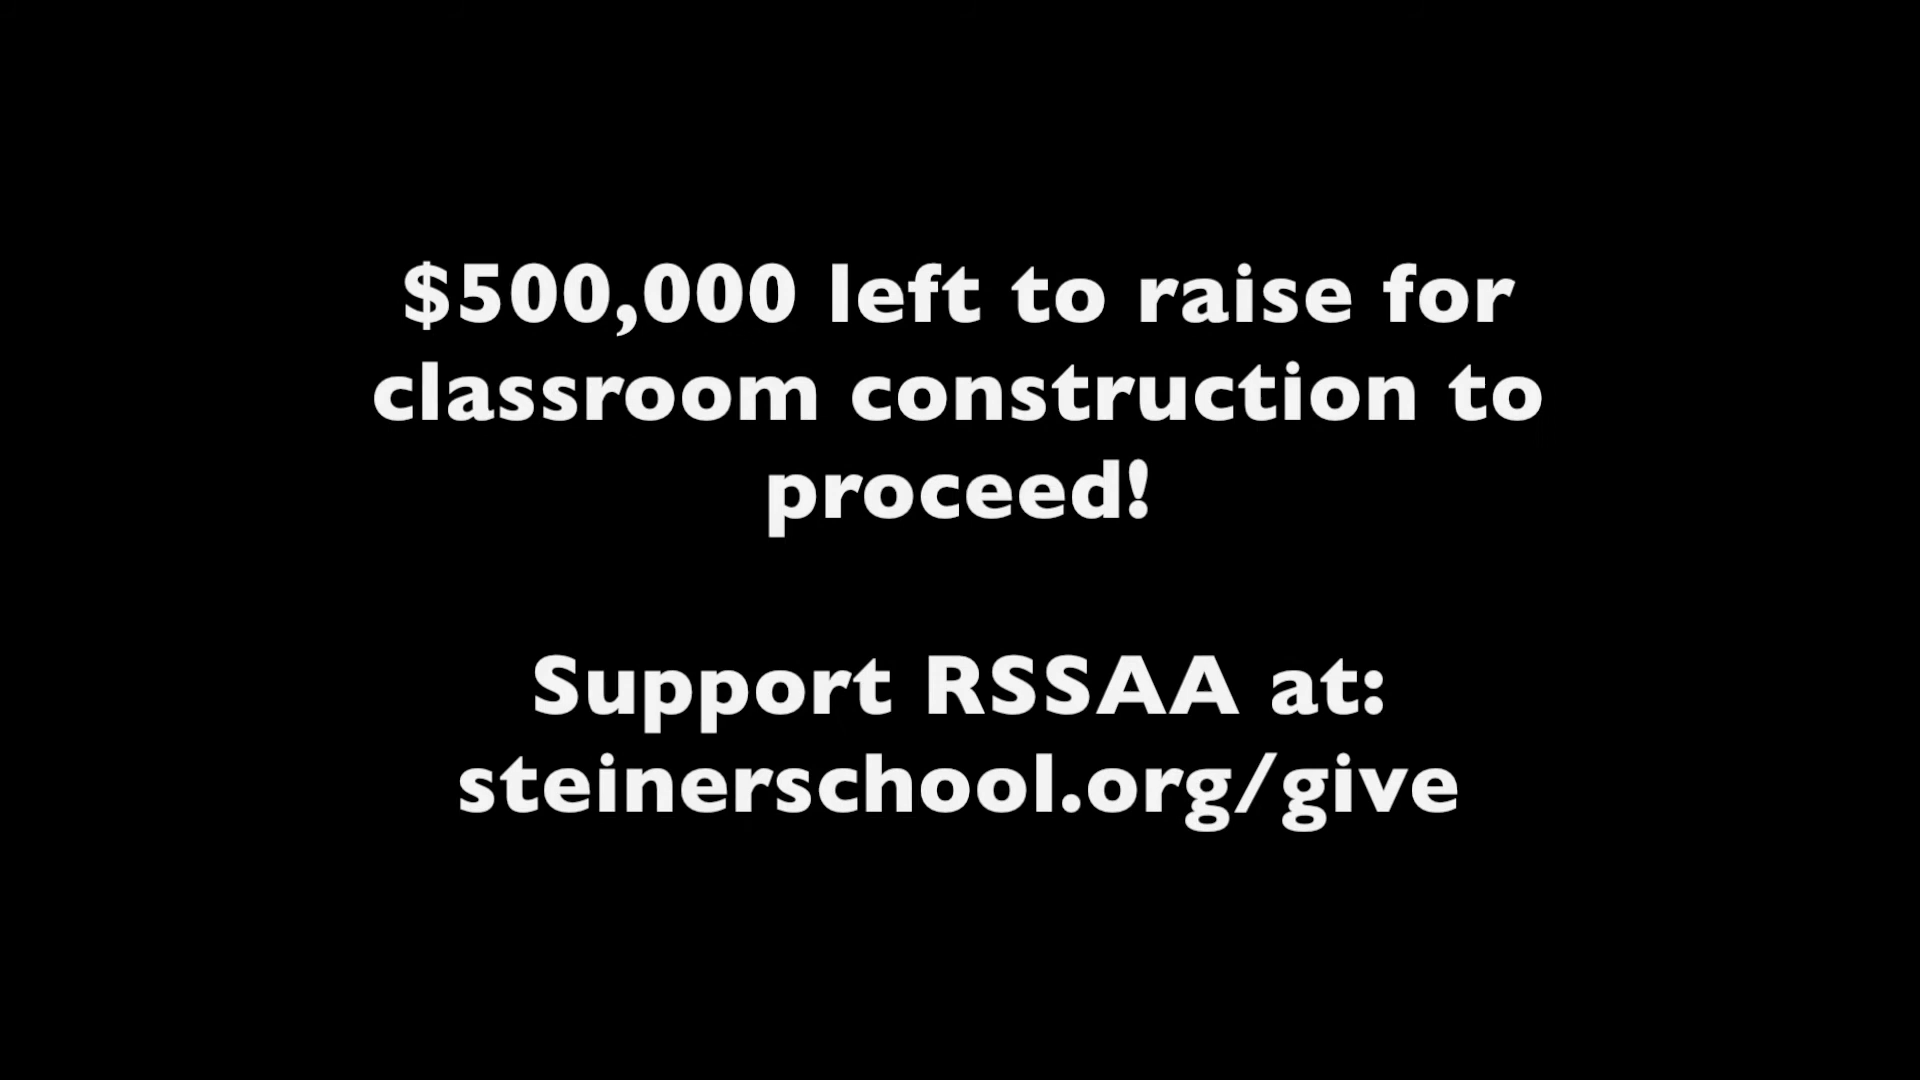 $500,000 left to raise for
classroom construction to
proceed!
Support RSSAA at:
steinerschool.org/give